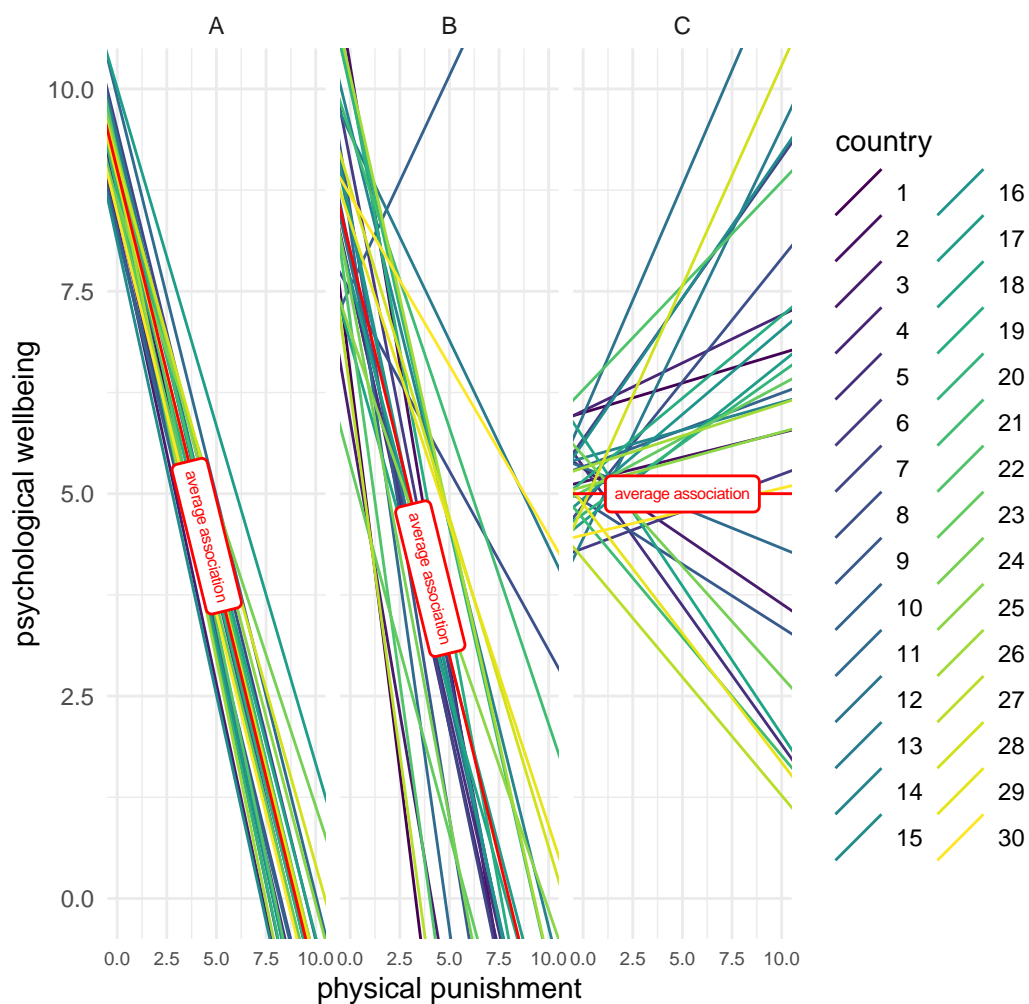 A B C
10.0
7.5
5.0
2.5
0.0
psychological wellbeing
average association
average association
average association
0.0 2.5 5.0 7.5 10.0 0.0 2.5 5.0 7.5 10.0 0.0 2.5 5.0 7.5 10.0
physical punishment
country
1 16
2 17
3 18
4 19
5 20
6 21
7 22
8 23
9 24
10 25
11 26
12 27
13 28
14 29
15 30